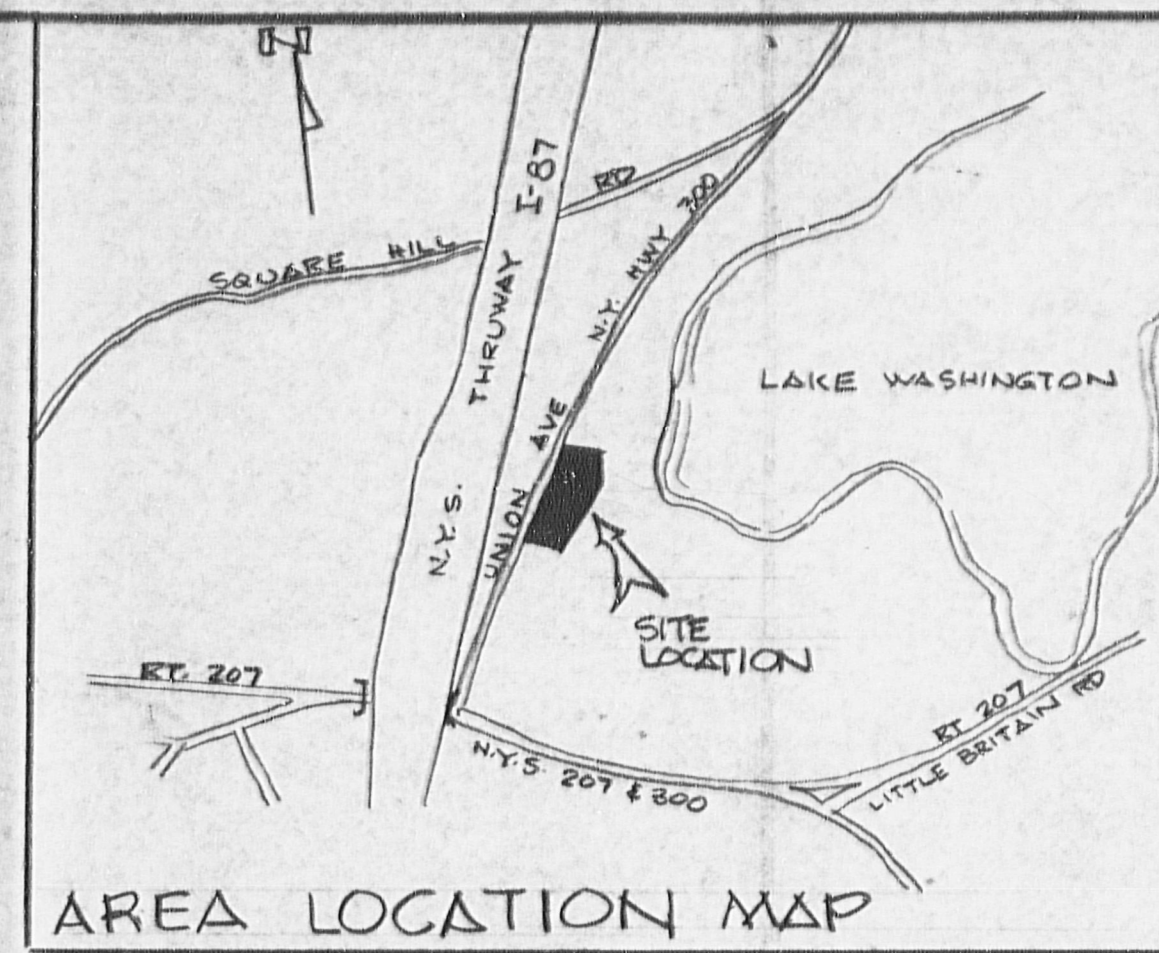 N
I-87
RD
N.Y. HWY 300
SQUARE HILL
N.Y.S. THRUWAY
LAKE WASHINGTON
UNION AVE
SITE
LOCATION
RT. 207
RT 207
LITTLE BRITAIN RD
N.Y.S. 207 & 300
AREA LOCATION MAP